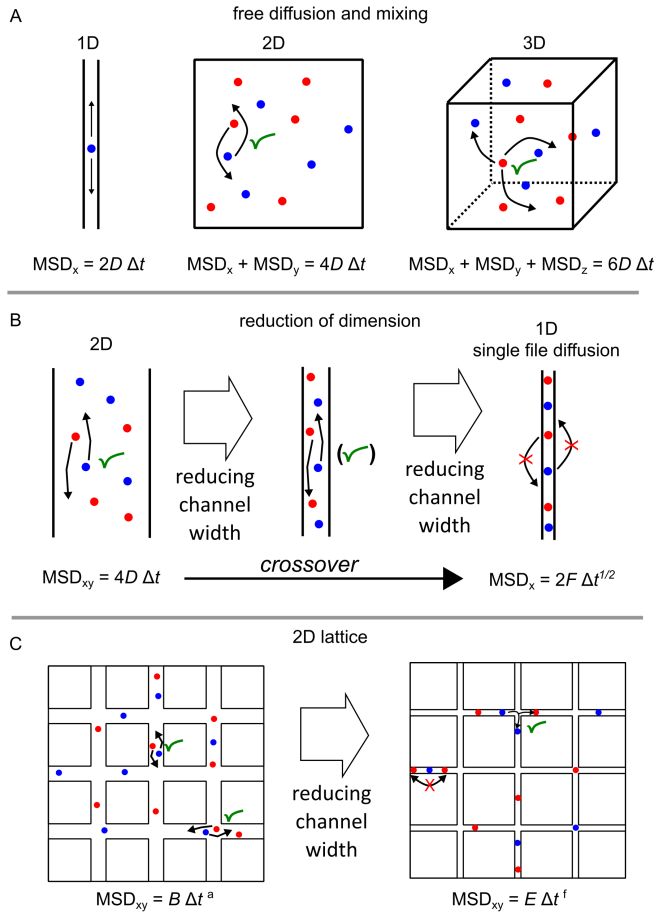 A
free diffusion and mixing
1D
2D
3D
MSDx = 2D Δt
MSDx + MSDy = 4D Δt
MSDx + MSDy + MSDz = 6D Δt
B
reduction of dimension
2D
1D
single file diffusion
reducing
channel
width
( )
reducing
channel
width
MSDxy = 4D Δt
crossover
MSDx = 2F Δt1/2
C
2D lattice
reducing
channel
width
MSDxy = B Δt a
MSDxy = E Δt f